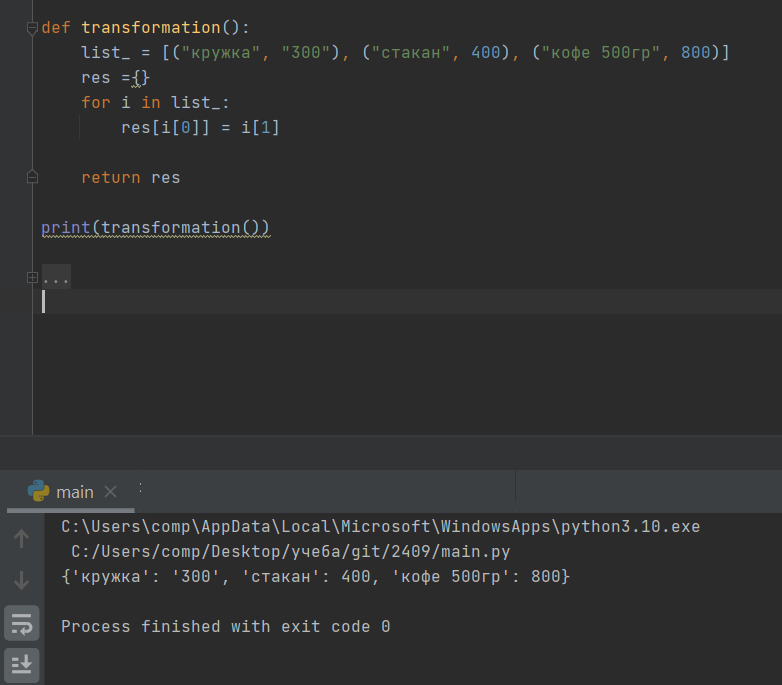 def transformation():
    list_ = [("кружка", "300"), ("стакан", 400), ("кофе 500гр", 800)]
    res ={}
    for i in list_:
        res[i[0]] = i[1]
    return res
print(transformation())
...
main
:
C:\Users\comp\AppData\Local\Microsoft\WindowsApps\python3.10.exe
 C:/Users/comp/Desktop/учеба/git/2409/main.py
{'кружка': '300', 'стакан': 400, 'кофе 500гр': 800}
Process finished with exit code 0